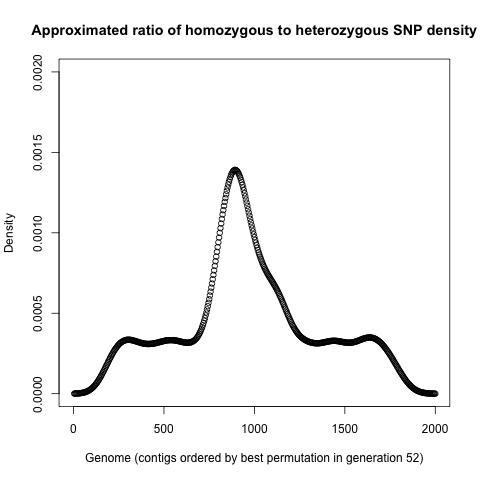 Approximated ratio of homozygous to heterozygous SNP density
0.0020
0.0015
0.0010
0.0005
0.0000
Density
0 500 1000 1500 2000
Genome (contigs ordered by best permutation in generation 52)